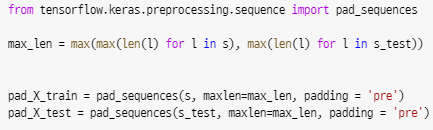 from tensorflow.keras.preprocessing.sequence import pad_sequences
max_len = max(max(len(l) for l in s), max(len(l) for l in s_test))
pad_X_train = pad_sequences(s, maxlen=max_len, padding = 'pre')
pad_X_test = pad_sequences(s_test, maxlen=max_len, padding = 'pre')